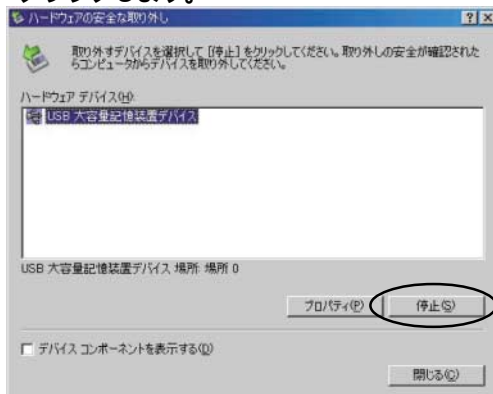 クリックします。
ハードウェアの安全な取り外し
取り外すデバイスを選択して [停止] をクリックしてください。取り外しの安全が確認された
らコンピュータからデバイスを取り外してください。
ハードウェア デバイス(H):
USB 大容量記憶装置デバイス
USB 大容量記憶装置デバイス 場所: 場所 0
プロパティ(P)
停止(S)
デバイス コンポーネントを表示する(D)
閉じる(C)